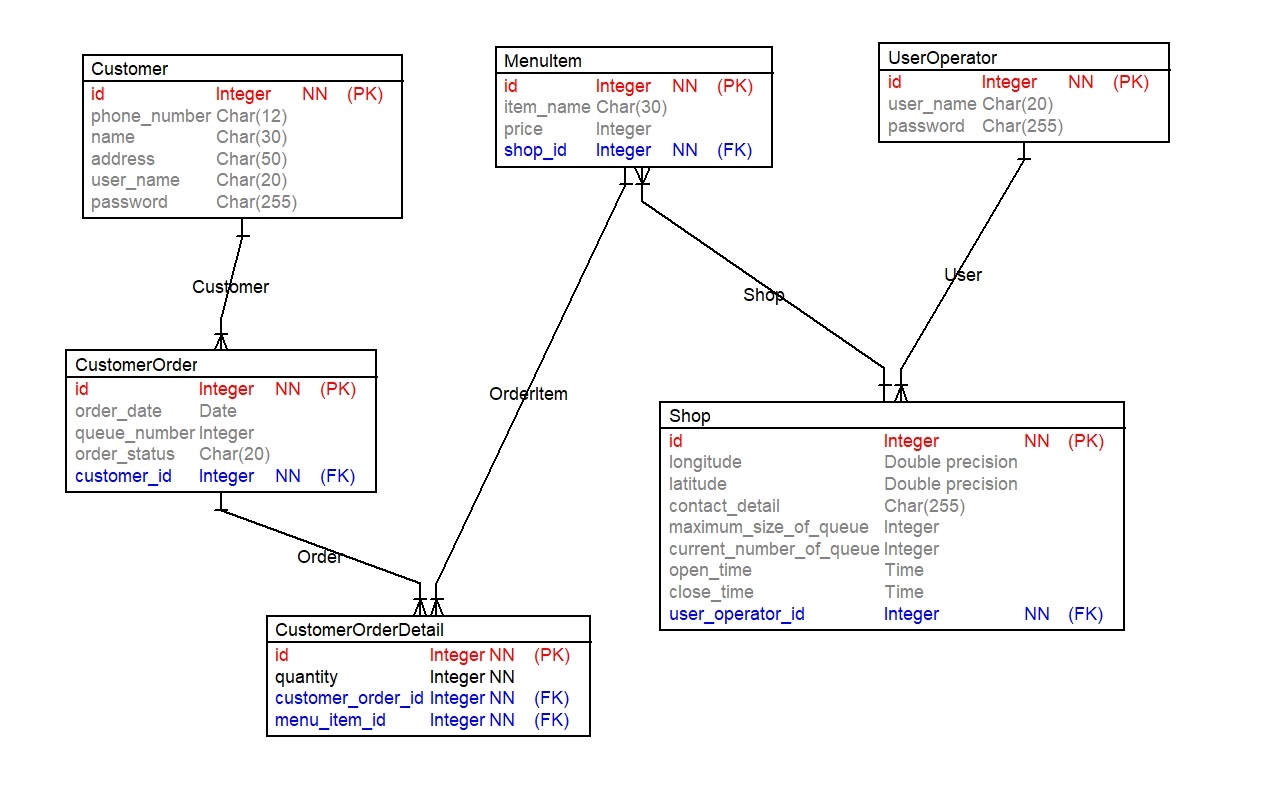 Customer
id Integer NN (PK)
phone_number Char(12)
name Char(30)
address Char(50)
user_name Char(20)
password Char(255)
MenuItem
id Integer NN (PK)
item_name Char(30)
price Integer
shop_id Integer NN (FK)
UserOperator
id Integer NN (PK)
user_name Char(20)
password Char(255)
Customer
Shop
User
CustomerOrder
id Integer NN (PK)
order_date Date
queue_number Integer
order_status Char(20)
customer_id Integer NN (FK)
OrderItem
Shop
id Integer NN (PK)
longitude Double precision
latitude Double precision
contact_detail Char(255)
maximum_size_of_queue Integer
current_number_of_queue Integer
open_time Time
close_time Time
user_operator_id Integer NN (FK)
Order
CustomerOrderDetail
id Integer NN (PK)
quantity Integer NN
customer_order_id Integer NN (FK)
menu_item_id Integer NN (FK)